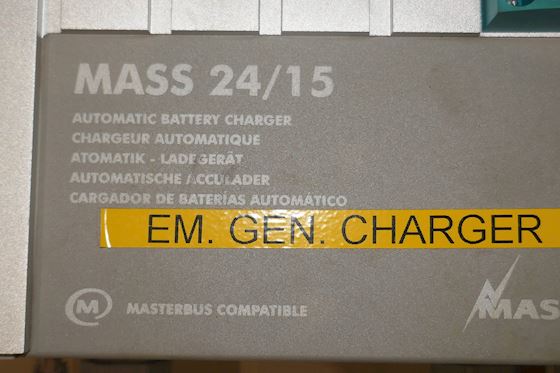 MASS 24/15
AUTOMATIC BATTERY CHARGER
CHARGEUR AUTOMATIQUE
ATOMATIK - LADEGERÄT
AUTOMATISCHE ACCULADER
CARGADOR DE BATERÍAS AUTOMÁTICO
EM. GEN. CHARGER
M MASTERBUS COMPATIBLE
MAS